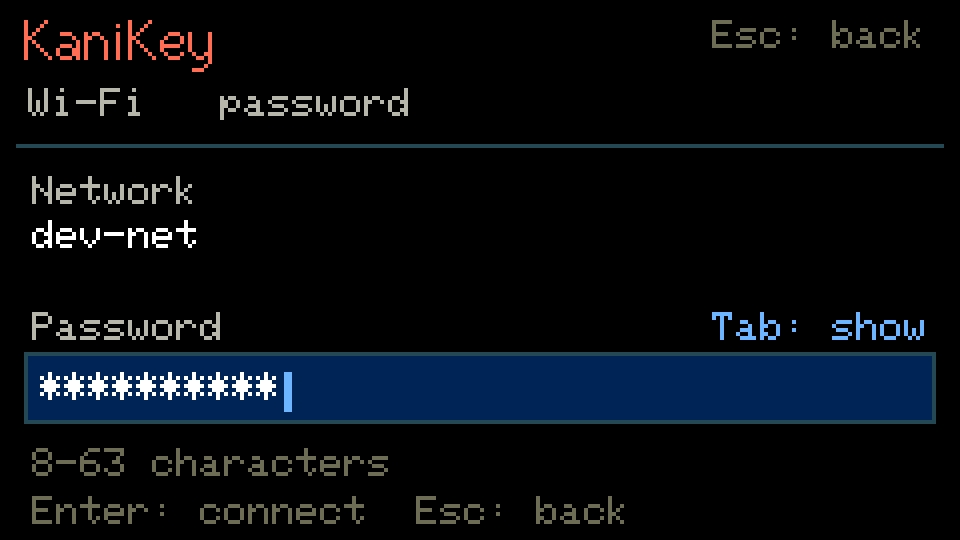 KaniKey Esc: back
Wi-Fi password
Network
dev-net
Password Tab: show
**********
8-63 characters
Enter: connect Esc: back